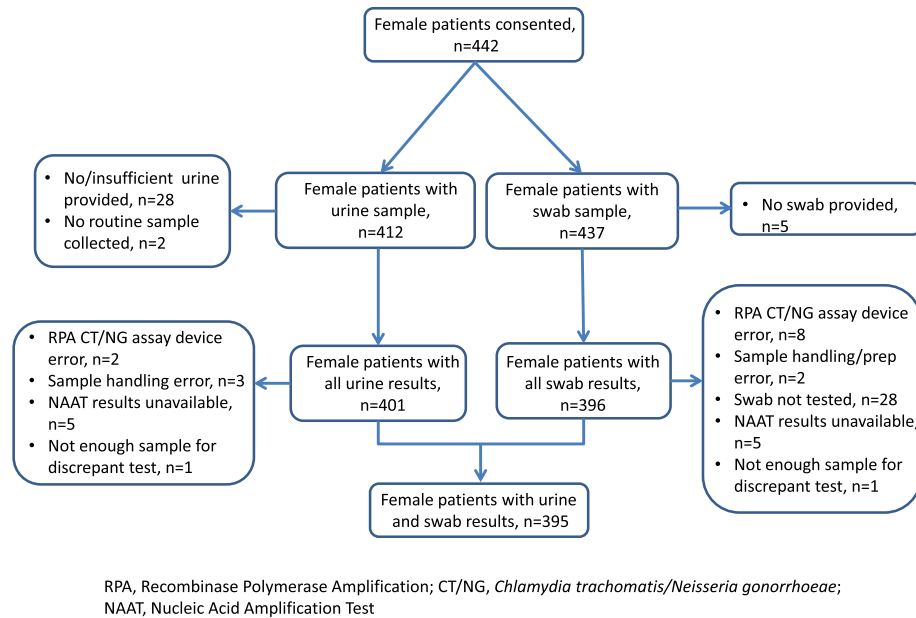 Female patients consented,
n=442
• No/insufficient urine
provided, n=28
• No routine sample
collected, n=2
Female patients with
urine sample,
n=412
Female patients with
swab sample,
n=437
• No swab provided,
n=5
• RPA CT/NG assay device
error, n=2
• Sample handling error, n=3
• NAAT results unavailable,
n=5
• Not enough sample for
discrepant test, n=1
Female patients with
all urine results,
n=401
Female patients with
all swab results,
n=396
• RPA CT/NG assay device
error, n=8
• Sample handling/prep
error, n=2
• Swab not tested, n=28
• NAAT results unavailable,
n=5
• Not enough sample for
discrepant test, n=1
Female patients with urine
and swab results, n=395
RPA, Recombinase Polymerase Amplification; CT/NG, Chlamydia trachomatis/Neisseria gonorrhoeae;
NAAT, Nucleic Acid Amplification Test